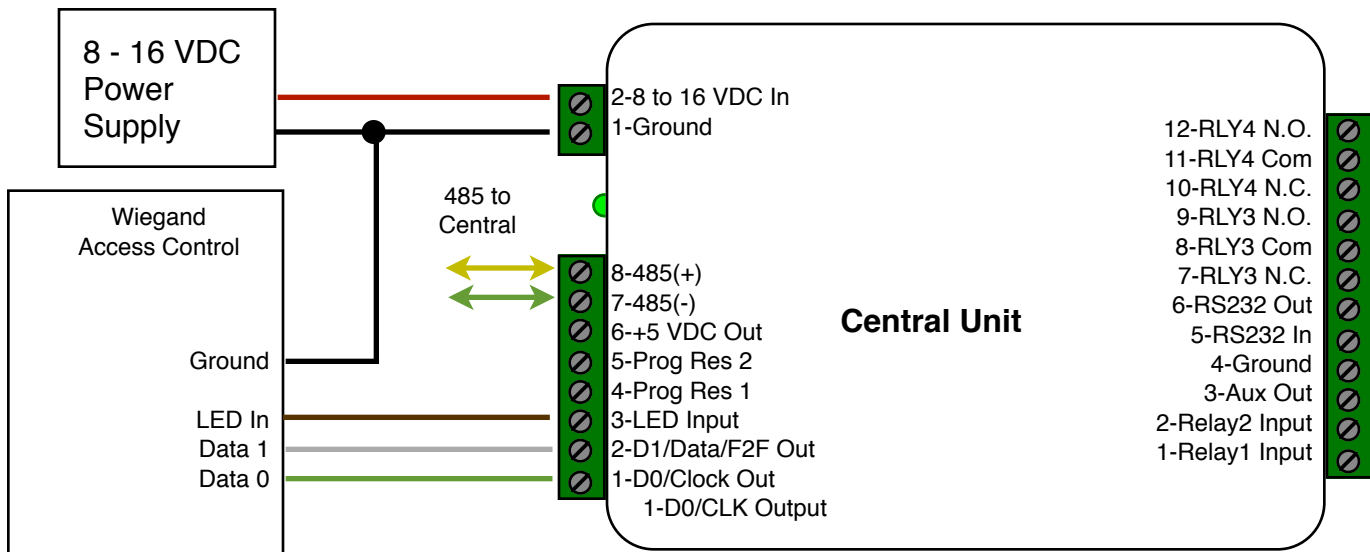 8 - 16 VDC
Power
Supply
2-8 to 16 VDC In
1-Ground
Wiegand
Access Control
Ground
LED In
Data 1
Data 0
485 to
Central
8-485(+)
7-485(-)
6-+5 VDC Out
5-Prog Res 2
4-Prog Res 1
3-LED Input
2-D1/Data/F2F Out
1-D0/Clock Out
1-D0/CLK Output
Central Unit
12-RLY4 N.O.
11-RLY4 Com
10-RLY4 N.C.
9-RLY3 N.O.
8-RLY3 Com
7-RLY3 N.C.
6-RS232 Out
5-RS232 In
4-Ground
3-Aux Out
2-Relay2 Input
1-Relay1 Input